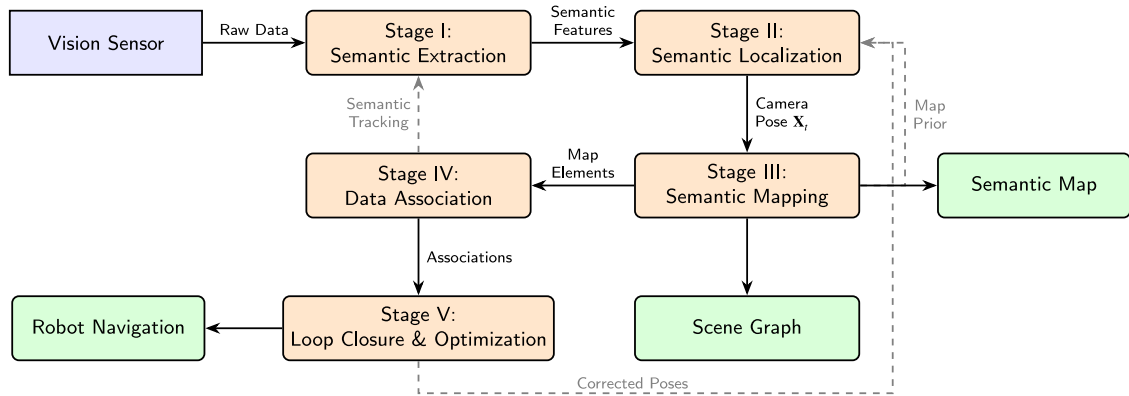 Vision Sensor
Raw Data
Stage I:
Semantic Extraction
Semantic
Features
Stage II:
Semantic Localization
Semantic
Tracking
Camera
Pose Xₜ
Map
Prior
Stage IV:
Data Association
Map
Elements
Stage III:
Semantic Mapping
Semantic Map
Associations
Robot Navigation
Stage V:
Loop Closure & Optimization
Scene Graph
Corrected Poses